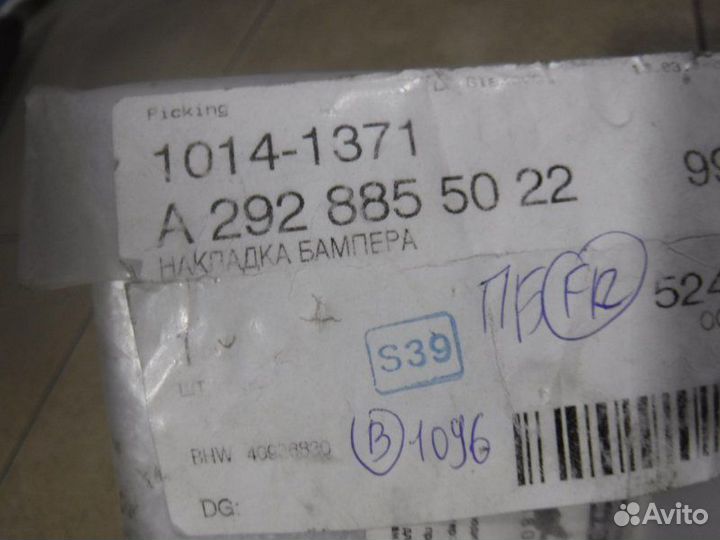 Picking
1014-1371
A 292 885 50 22
99
НАКЛАДКА БАМПЕРА
ПБ FR
524
1
шт
S39
B 1096
BHW
DG:
Avito